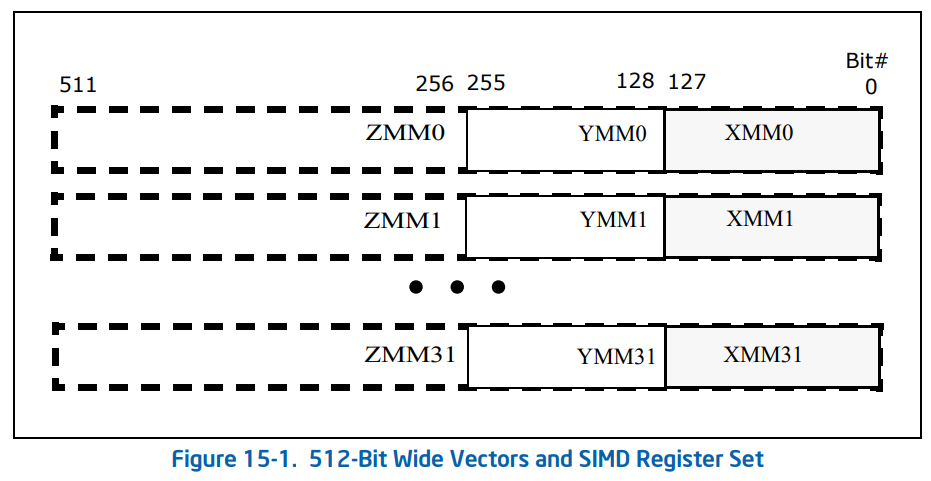 Bit#
511 256 255 128 127 0
ZMM0 YMM0 XMM0
ZMM1 YMM1 XMM1
• • •
ZMM31 YMM31 XMM31
Figure 15-1. 512-Bit Wide Vectors and SIMD Register Set